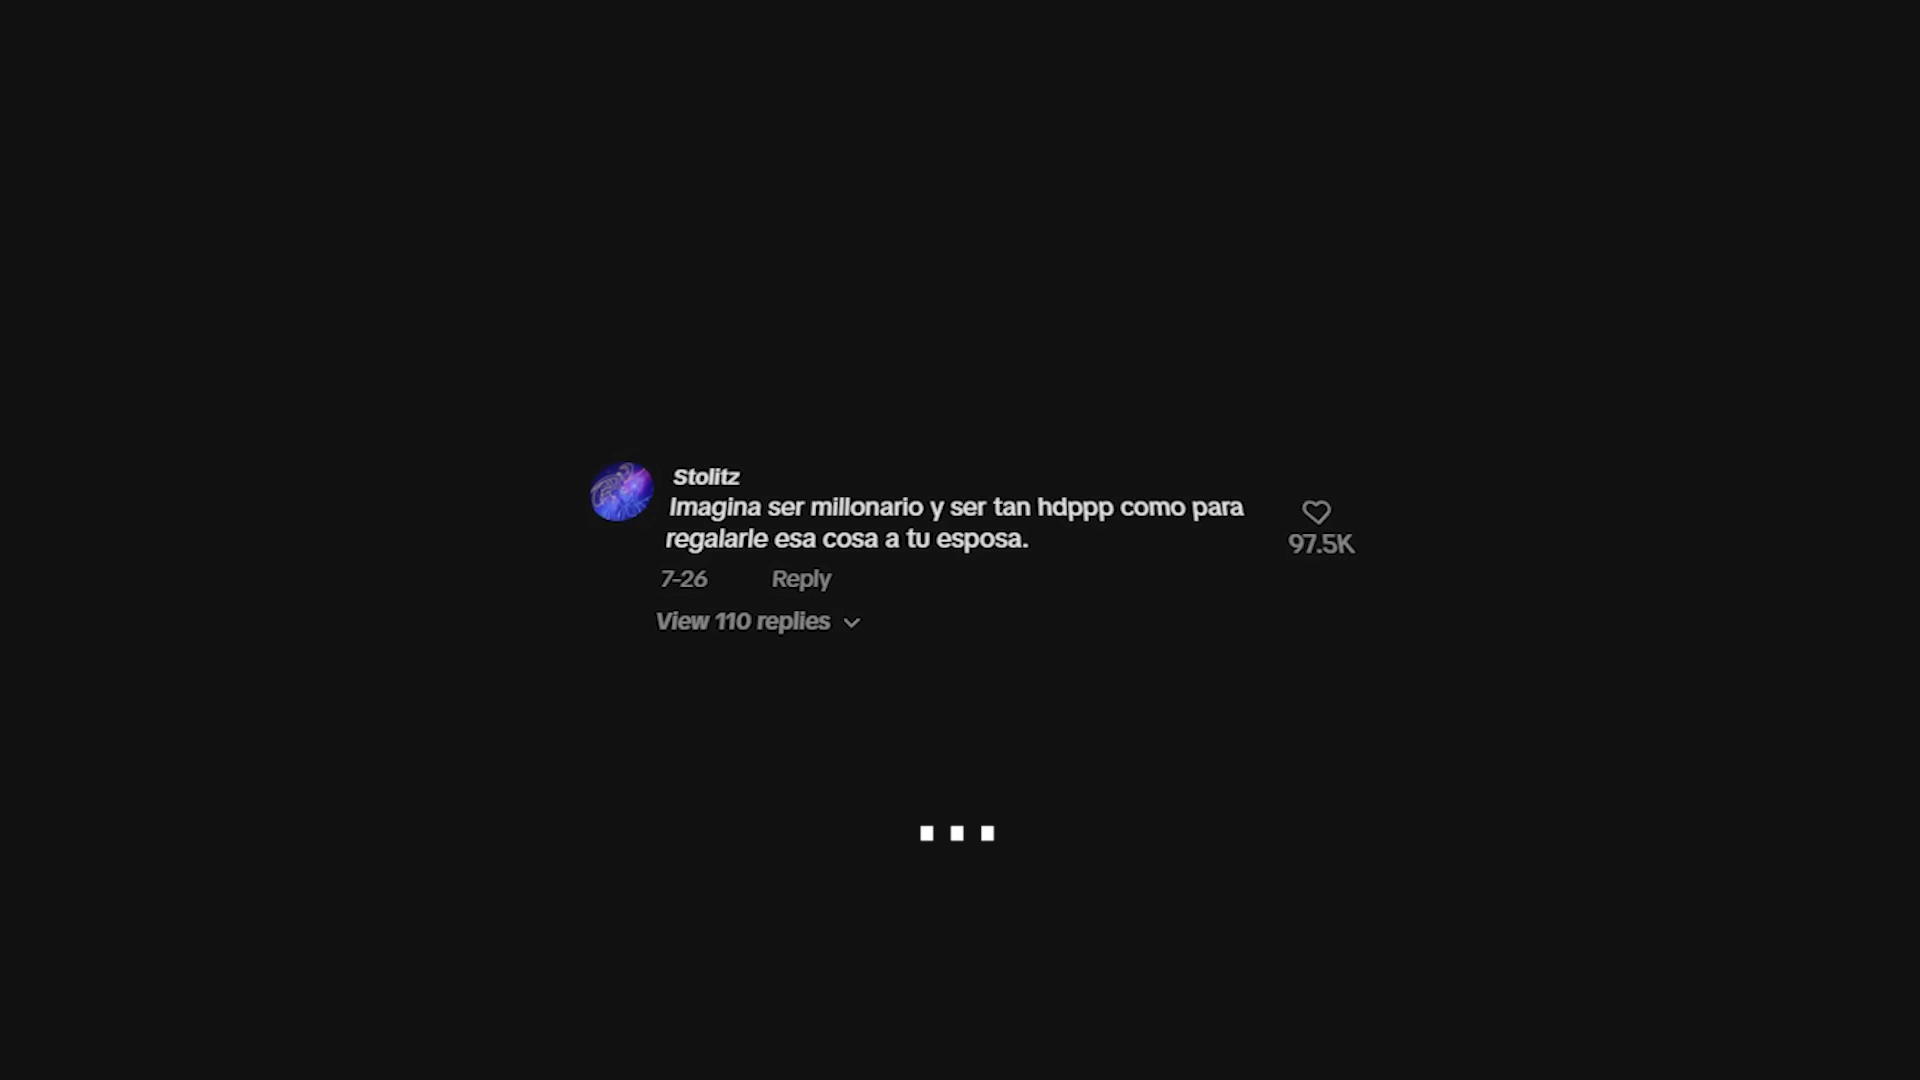 Stolitz
Imagina ser millonario y ser tan hdppp como para
regalarle esa cosa a tu esposa.
97.5K
7-26 Reply
View 110 replies
...